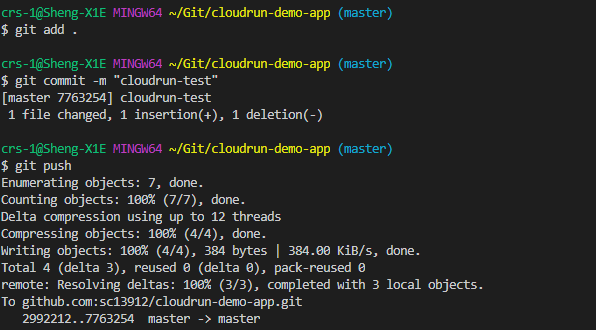 crs-1@Sheng-X1E MINGW64 ~/Git/cloudrun-demo-app (master)
$ git add .
crs-1@Sheng-X1E MINGW64 ~/Git/cloudrun-demo-app (master)
$ git commit -m "cloudrun-test"
[master 7763254] cloudrun-test
 1 file changed, 1 insertion(+), 1 deletion(-)
crs-1@Sheng-X1E MINGW64 ~/Git/cloudrun-demo-app (master)
$ git push
Enumerating objects: 7, done.
Counting objects: 100% (7/7), done.
Delta compression using up to 12 threads
Compressing objects: 100% (4/4), done.
Writing objects: 100% (4/4), 384 bytes | 384.00 KiB/s, done.
Total 4 (delta 3), reused 0 (delta 0), pack-reused 0
remote: Resolving deltas: 100% (3/3), completed with 3 local objects.
To github.com:sc13912/cloudrun-demo-app.git
   2992212..7763254  master -> master